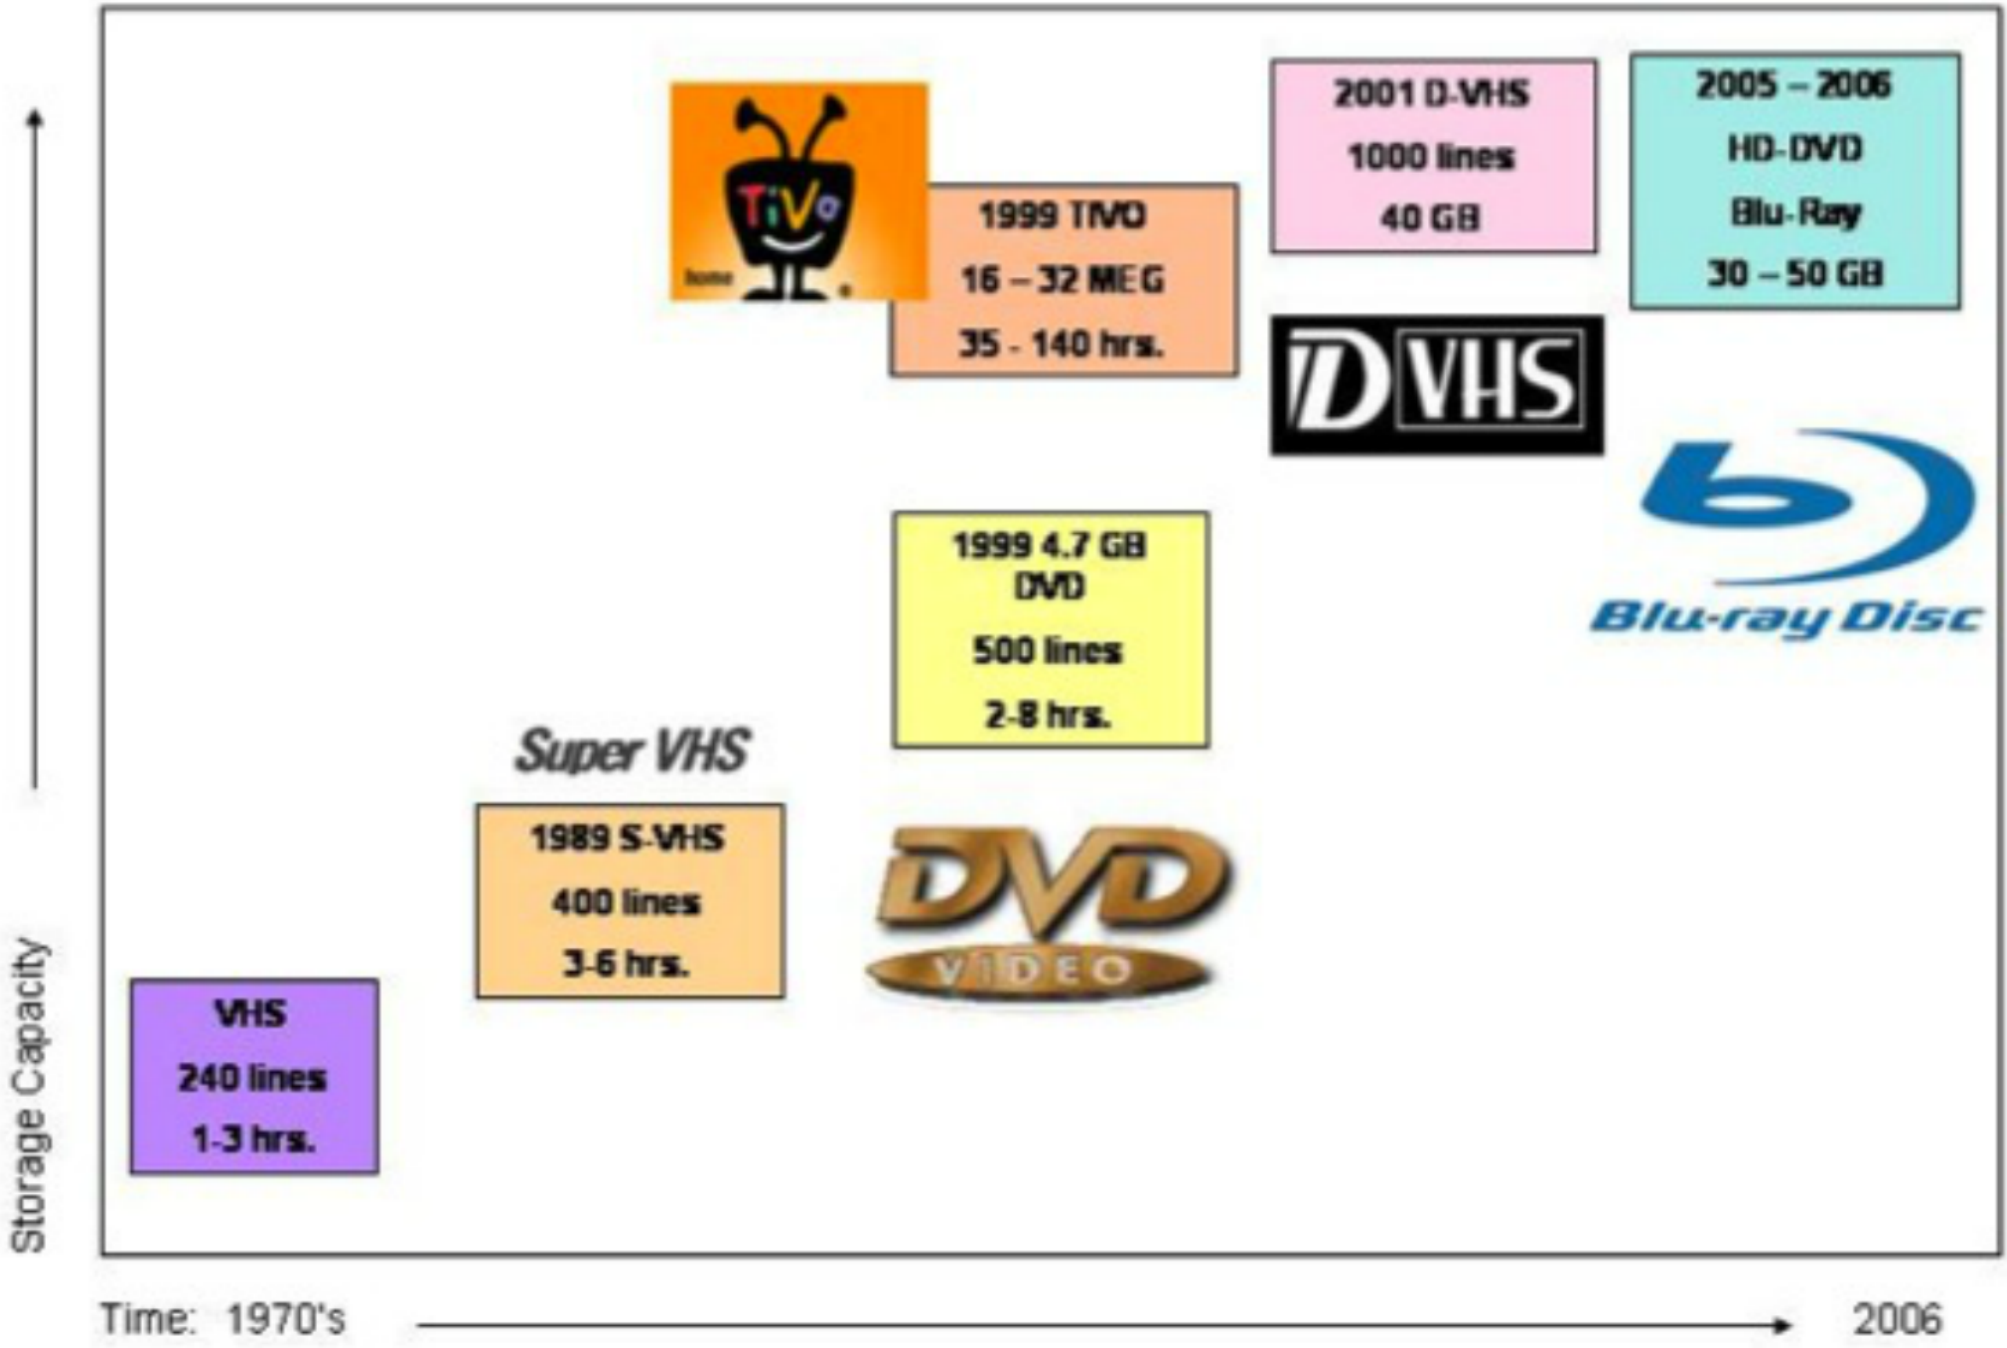 TiVo
home
1999 TIVO
16 – 32 MEG
35 - 140 hrs.
2001 D-VHS
1000 lines
40 GB
2005 – 2006
HD-DVD
Blu-Ray
30 – 50 GB
D VHS
Blu-ray Disc
1999 4.7 GB
DVD
500 lines
2-8 hrs.
DVD
VIDEO
Super VHS
1989 S-VHS
400 lines
3-6 hrs.
VHS
240 lines
1-3 hrs.
Storage Capacity
Time: 1970's
2006